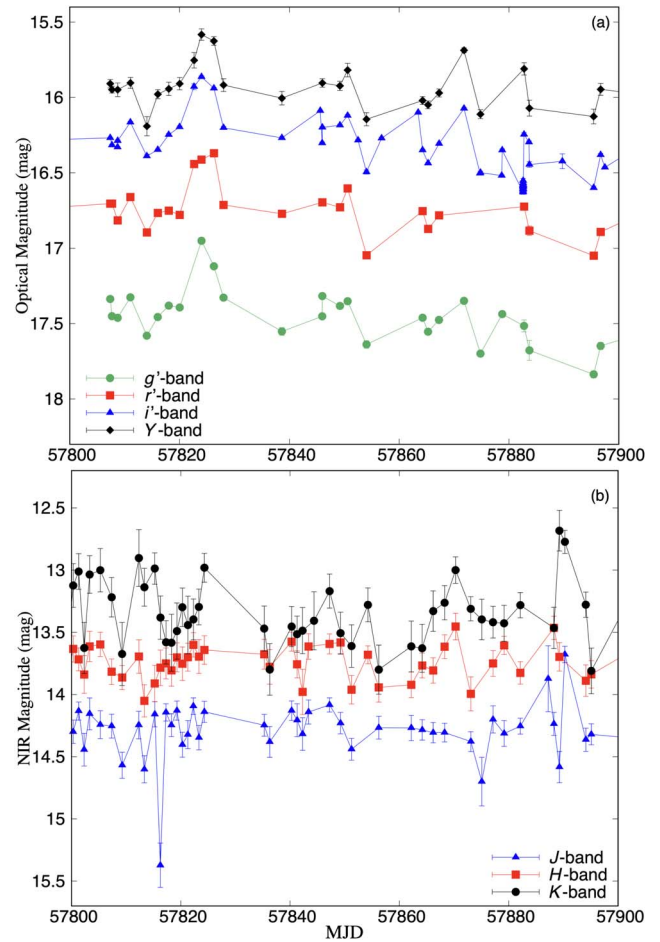 15.5
(a)
16
16.5
17
17.5
18
Optical Magnitude (mag)
g'-band
r'-band
i'-band
Y-band
57800 57820 57840 57860 57880 57900
12.5
(b)
13
13.5
14
14.5
15
15.5
NIR Magnitude (mag)
J-band
H-band
K-band
57800 57820 57840 57860 57880 57900
MJD